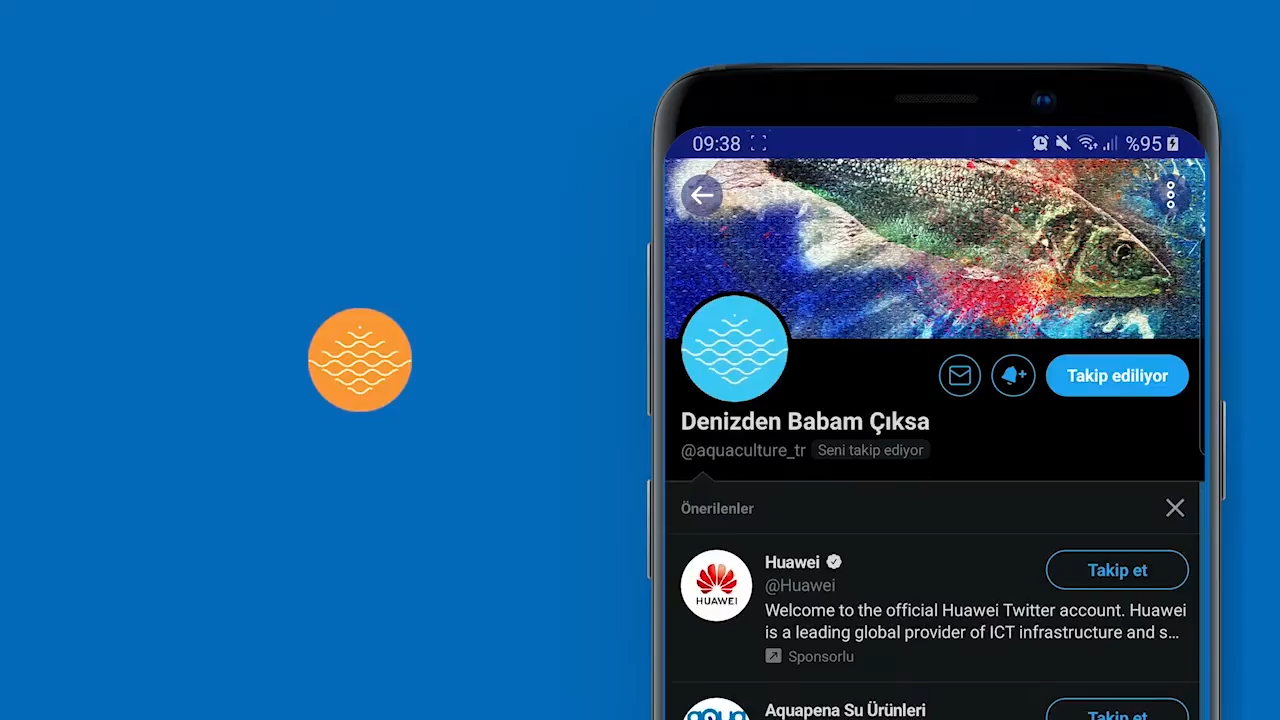 09:38
%95
Takip ediliyor
Denizden Babam Çıksa
@aquaculture_tr Seni takip ediyor
Önerilenler
Huawei
Takip et
@Huawei
HUAWEI
Welcome to the official Huawei Twitter account. Huawei
is a leading global provider of ICT infrastructure and s...
Sponsorlu
Aquapena Su Ürünleri
Takip et